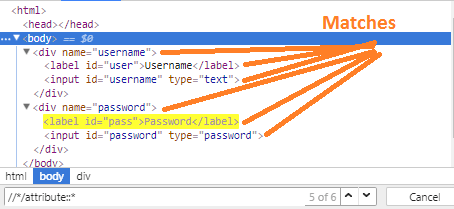 <html>
<head></head>
Matches
<body> == $0
▼<div name="username">
<label id="user">Username</label>
<input id="username" type="text">
</div>
▼<div name="password">
<label id="pass">Password</label>
<input id="password" type="password">
</div>
</body>
html body div
//*/attribute::* 5 of 6 Cancel